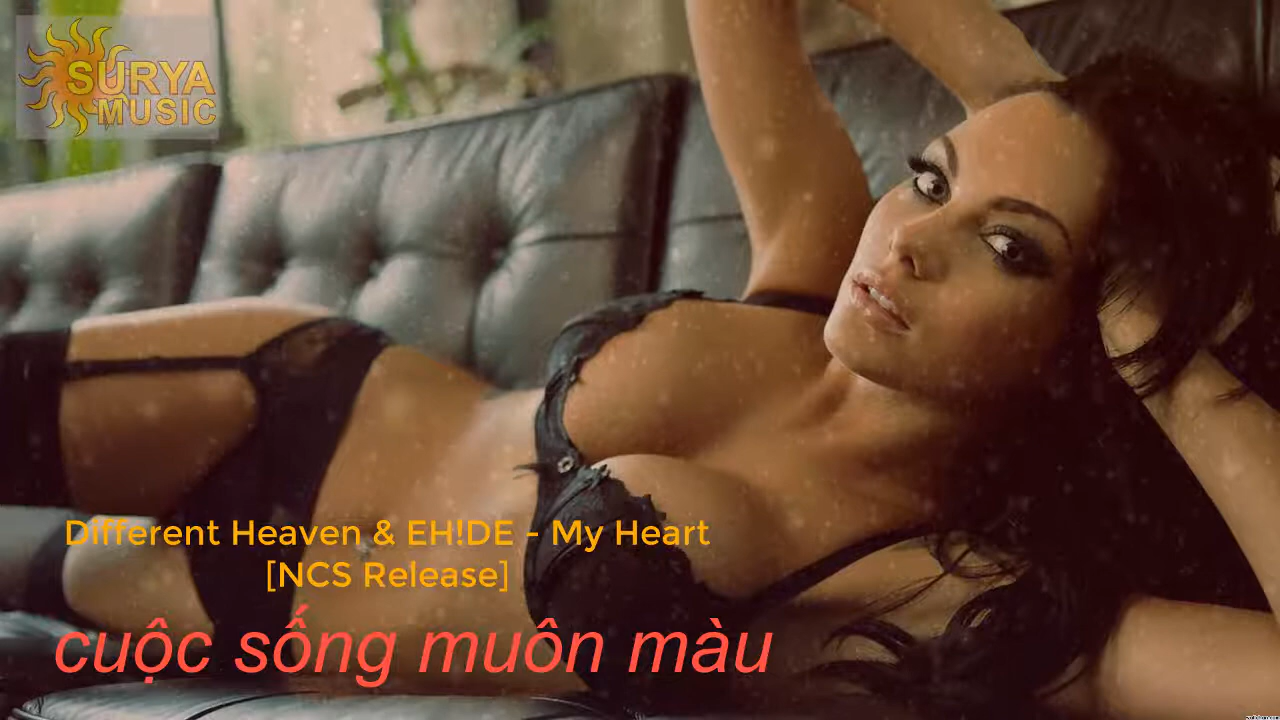 SURYA
MUSIC
Different Heaven & EH!DE - My Heart
[NCS Release]
cuộc sống muôn màu